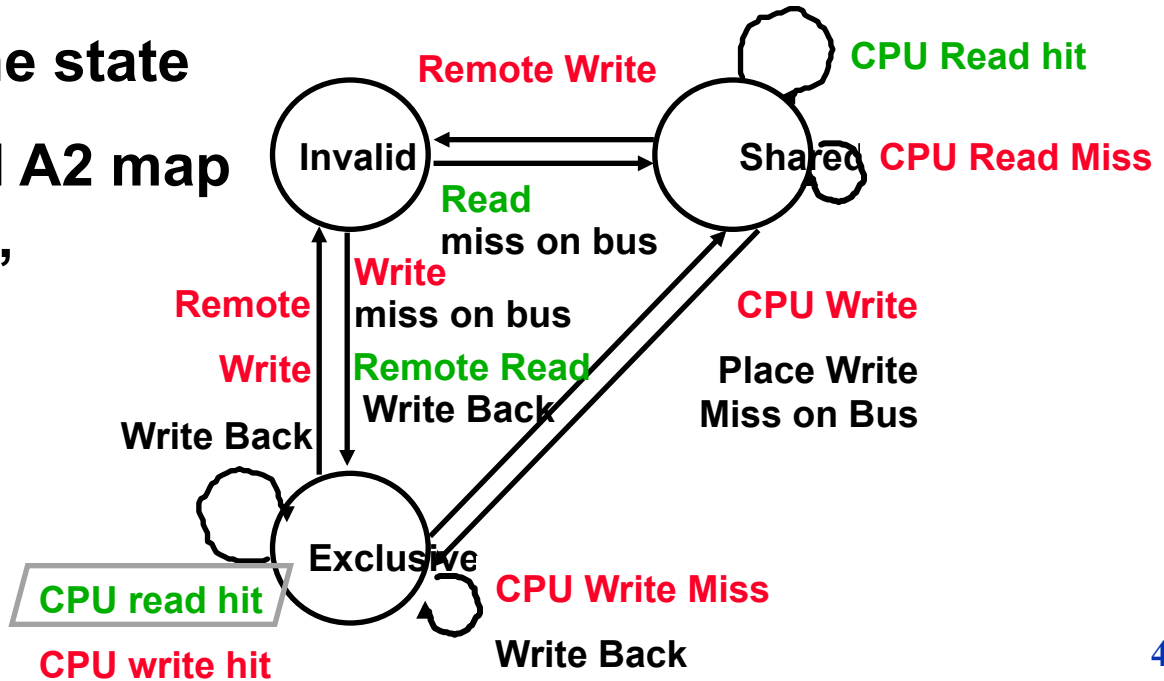 ne state
Remote Write
CPU Read hit
A2 map
Invalid
Shared
CPU Read Miss
Read
miss on bus
,
Write
miss on bus
Remote
Write
CPU Write
Remote Read
Write Back
Place Write
Miss on Bus
Write Back
Exclusive
CPU read hit
CPU write hit
CPU Write Miss
Write Back
4